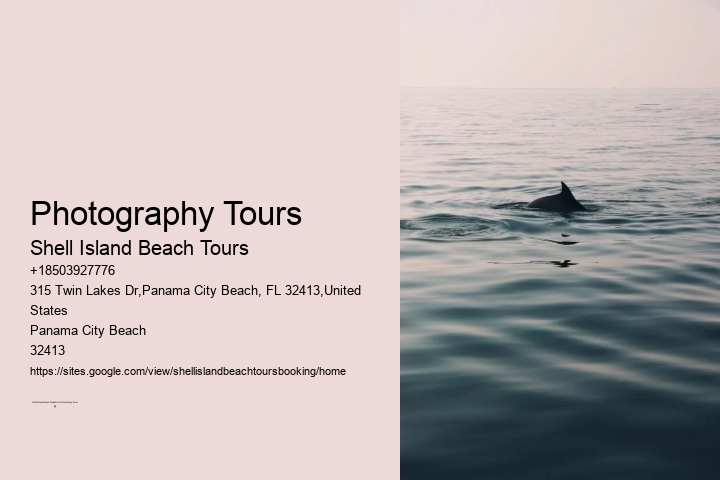 Photography Tours
Shell Island Beach Tours
+18503927776
315 Twin Lakes Dr,Panama City Beach, FL 32413,United
States
Panama City Beach
32413
https://sites.google.com/view/shellislandbeachtoursbooking/home